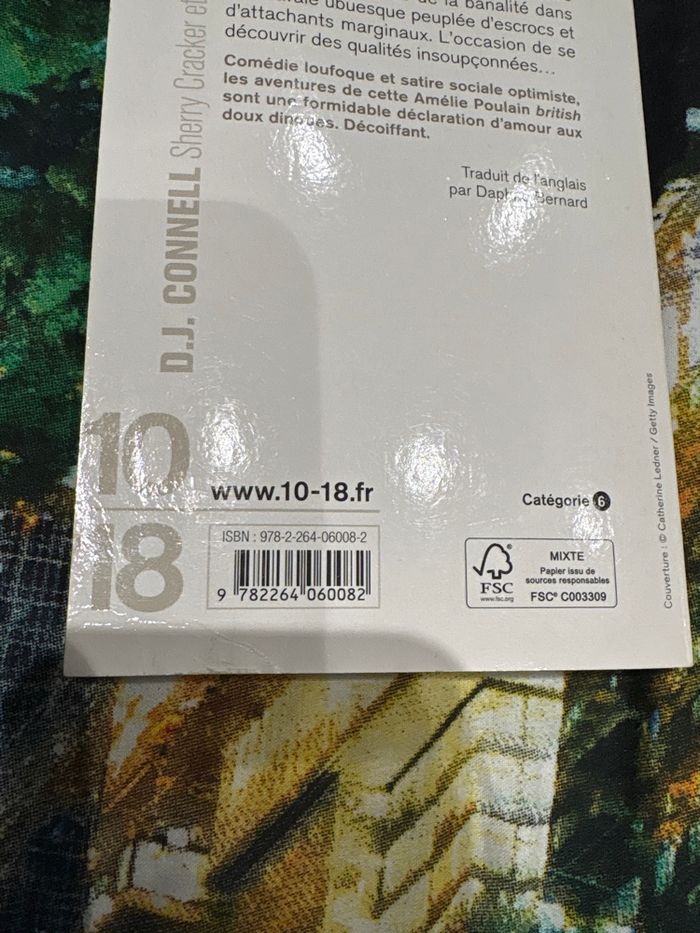 la banalité dans
ubuesque peuplée d'escrocs et
d'attachants marginaux. L'occasion de se
découvrir des qualités insoupçonnées...
Comédie loufoque et satire sociale optimiste,
les aventures de cette Amélie Poulain british
sont une formidable déclaration d'amour aux
doux dingues. Décoiffant.
Traduit de l'anglais
par Daphné Bernard
D.J. CONNELL Sherry Cracker et
10
18
www.10-18.fr
Catégorie 6
ISBN : 978-2-264-06008-2
9 782264 060082
FSC
www.fsc.org
MIXTE
Papier issu de
sources responsables
FSC® C003309
Couverture : © Catherine Ledner / Getty Images